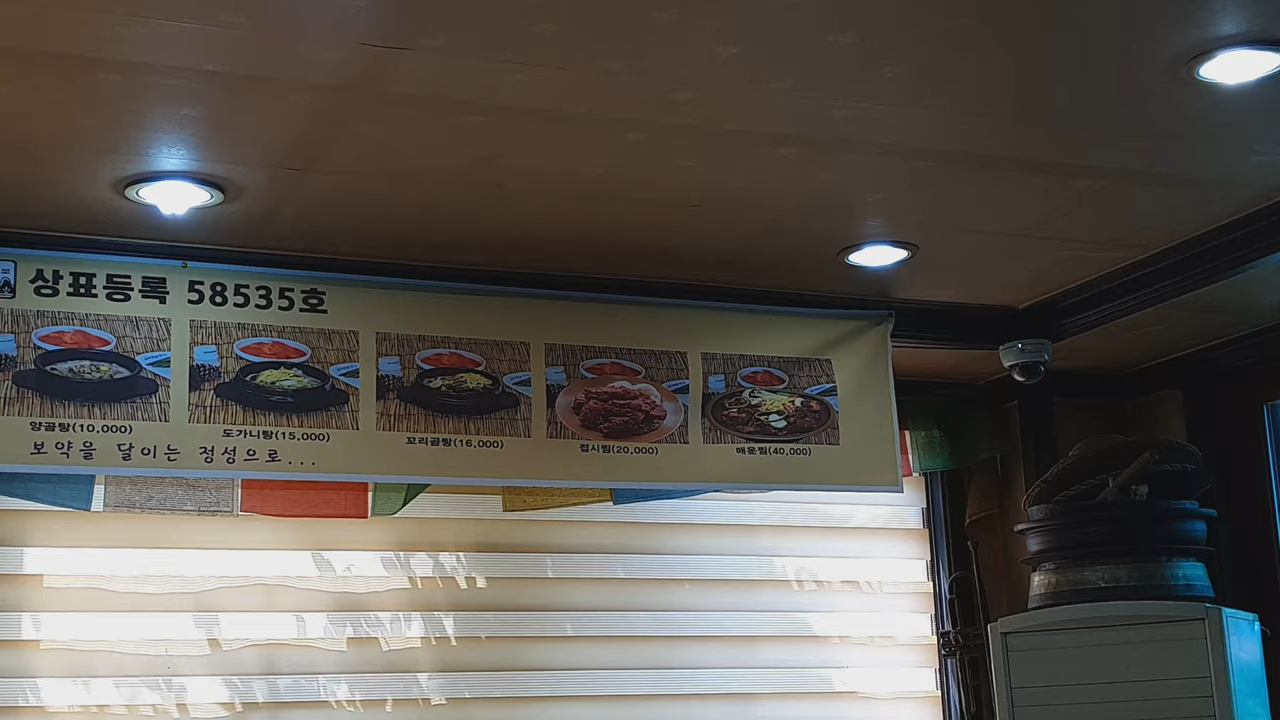 상표등록 58535호
양곰탕(10,000)
도가니탕(15,000)
꼬리곰탕(16,000)
접시찜(20,000)
매운찜(40,000)
보약을 달이는 정성으로...